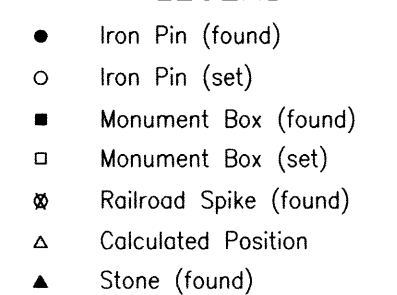 Iron Pin (found)
Iron Pin (set)
Monument Box (found)
Monument Box (set)
Railroad Spike (found)
Calculated Position
Stone (found)